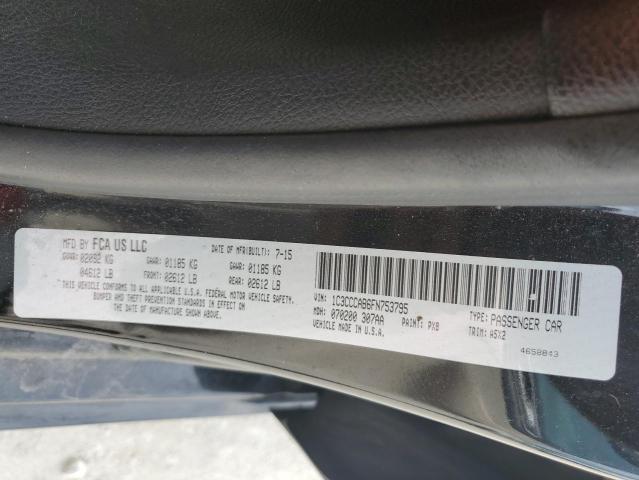 MFD BY FCA US LLC
DATE OF MFR(BUILT): 7-15
GVWR: 02092 KG
04612 LB
GAWR: 01185 KG
FRONT: 02612 LB
GAWR: 01185 KG
REAR: 02612 LB
THIS VEHICLE CONFORMS TO ALL APPLICABLE U.S.A. FEDERAL MOTOR VEHICLE SAFETY,
BUMPER AND THEFT PREVENTION STANDARDS IN EFFECT ON
THE DATE OF MANUFACTURE SHOWN ABOVE.
VIN: 1C3CCCAB6FN753795
TYPE: PASSENGER CAR
MDH: 070200 307AA
PAINT: PX8
TRIM: A5X2
VEHICLE MADE IN U.S.A.
4658843